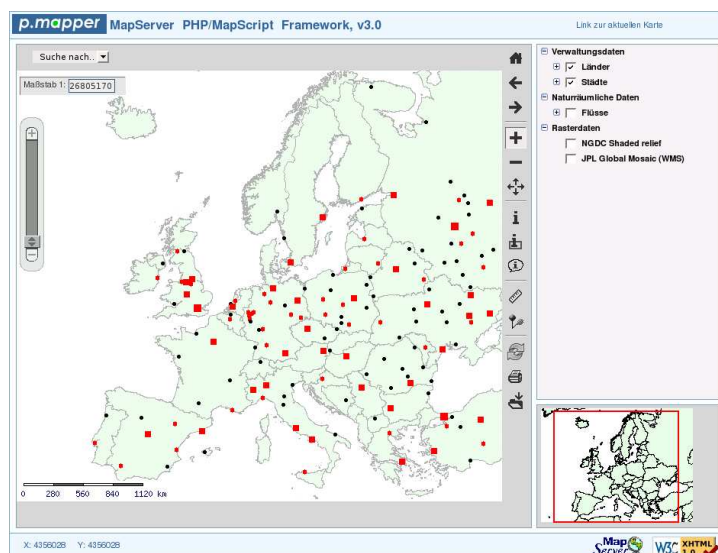 p.mapper MapServer PHP/MapScript Framework, v3.0
Link zur aktuellen Karte
Suche nach..
Maßstab 1: 26805170
Verwaltungsdaten
Länder
Städte
Naturräumliche Daten
Flüsse
Rasterdaten
NGDC Shaded relief
JPL Global Mosaic (WMS)
0 280 560 840 1120 km
X: 4356028 Y: 4356028
Map Server
W3C XHTML 1.0